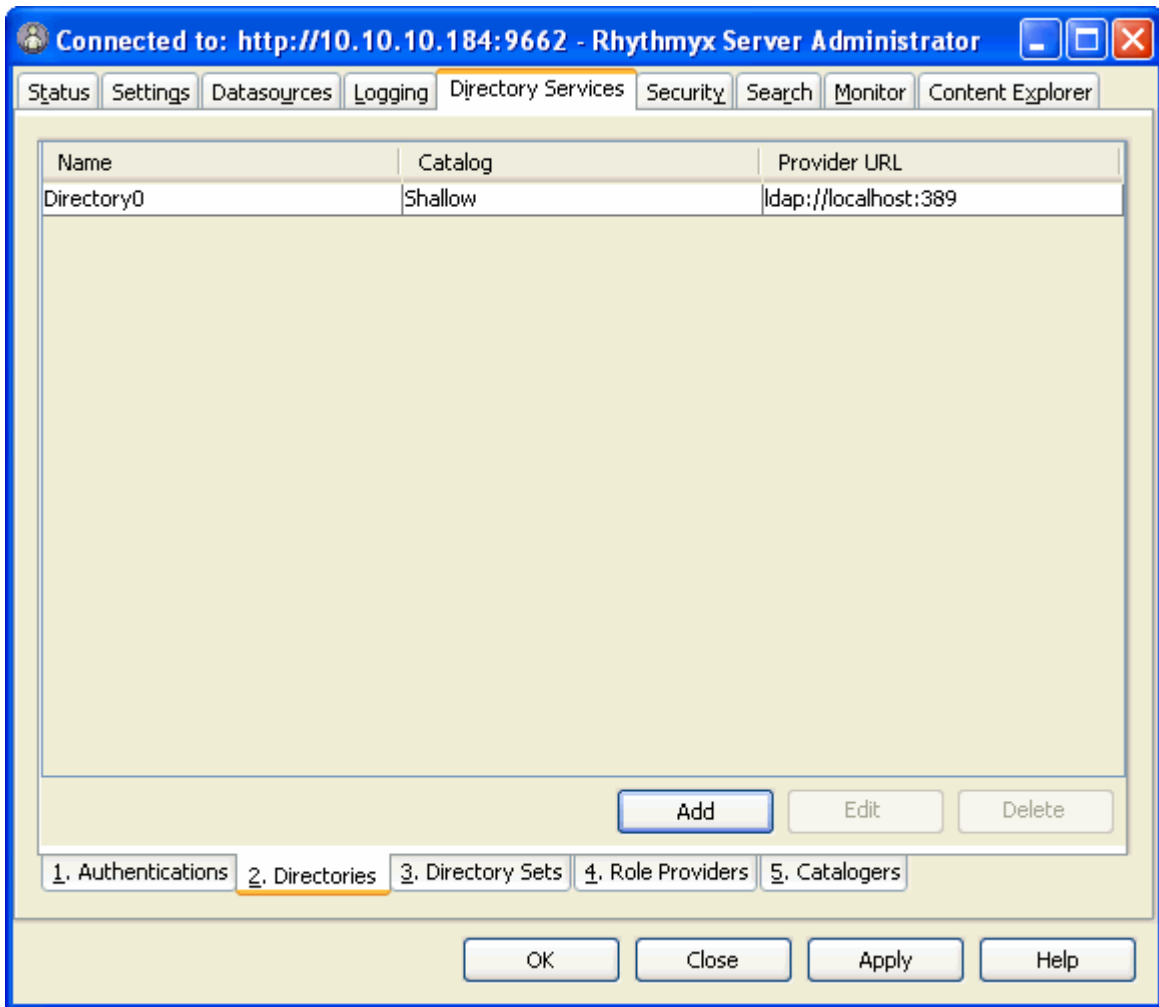 Connected to: http://10.10.10.184:9662 - Rhythmyx Server Administrator
Status Settings Datasources Logging Directory Services Security Search Monitor Content Explorer
Name Catalog Provider URL
Directory0 Shallow ldap://localhost:389
Add Edit Delete
1. Authentications 2. Directories 3. Directory Sets 4. Role Providers 5. Catalogers
OK Close Apply Help